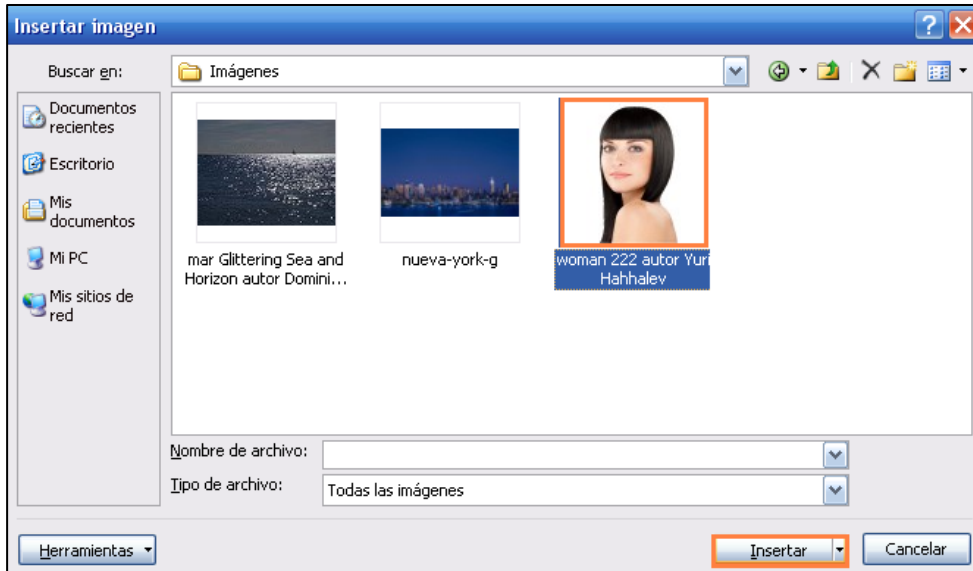 Insertar imagen
Buscar en:
Imágenes
Documentos
recientes
Escritorio
Mis
documentos
Mi PC
Mis sitios de
red
mar Glittering Sea and
Horizon autor Domini...
nueva-york-g
woman 222 autor Yuri
Hahhalev
Nombre de archivo:
Tipo de archivo:
Todas las imágenes
Herramientas
Insertar
Cancelar